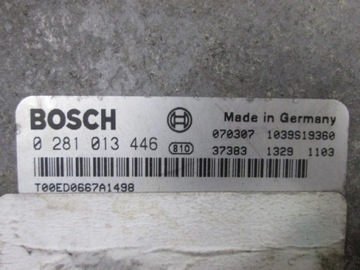 BOSCH Made in Germany
0 281 013 446 810 070307 1039S19360
37383 1329 1103
T00ED0667A1498